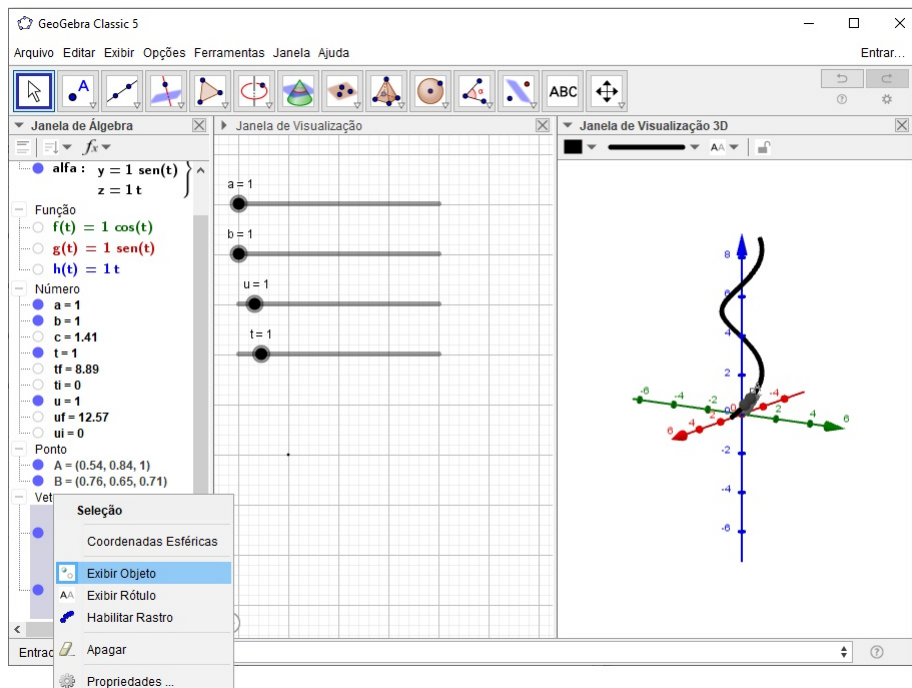 GeoGebra Classic 5
Arquivo Editar Exibir Opções Ferramentas Janela Ajuda
Entrar...
A
α
ABC
Janela de Álgebra
Janela de Visualização
Janela de Visualização 3D
fx
AA
alfa : y = 1 sen(t)
z = 1 t
Função
f(t) = 1 cos(t)
g(t) = 1 sen(t)
h(t) = 1 t
Número
a = 1
b = 1
c = 1.41
t = 1
tf = 8.89
ti = 0
u = 1
uf = 12.57
ui = 0
Ponto
A = (0.54, 0.84, 1)
B = (0.76, 0.65, 0.71)
Vet
Seleção
Coordenadas Esféricas
Exibir Objeto
AA Exibir Rótulo
Habilitar Rastro
Apagar
Propriedades ...
Entrad
a = 1
b = 1
u = 1
t = 1
8
6
4
2
0
-2
-4
-6
-6
-4
-2
0
2
4
6
-4
2
4
6